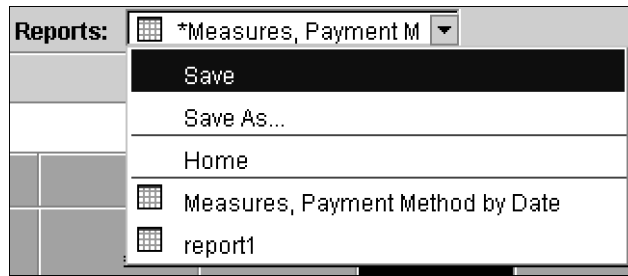 Reports: *Measures, Payment M
Save
Save As...
Home
Measures, Payment Method by Date
report1